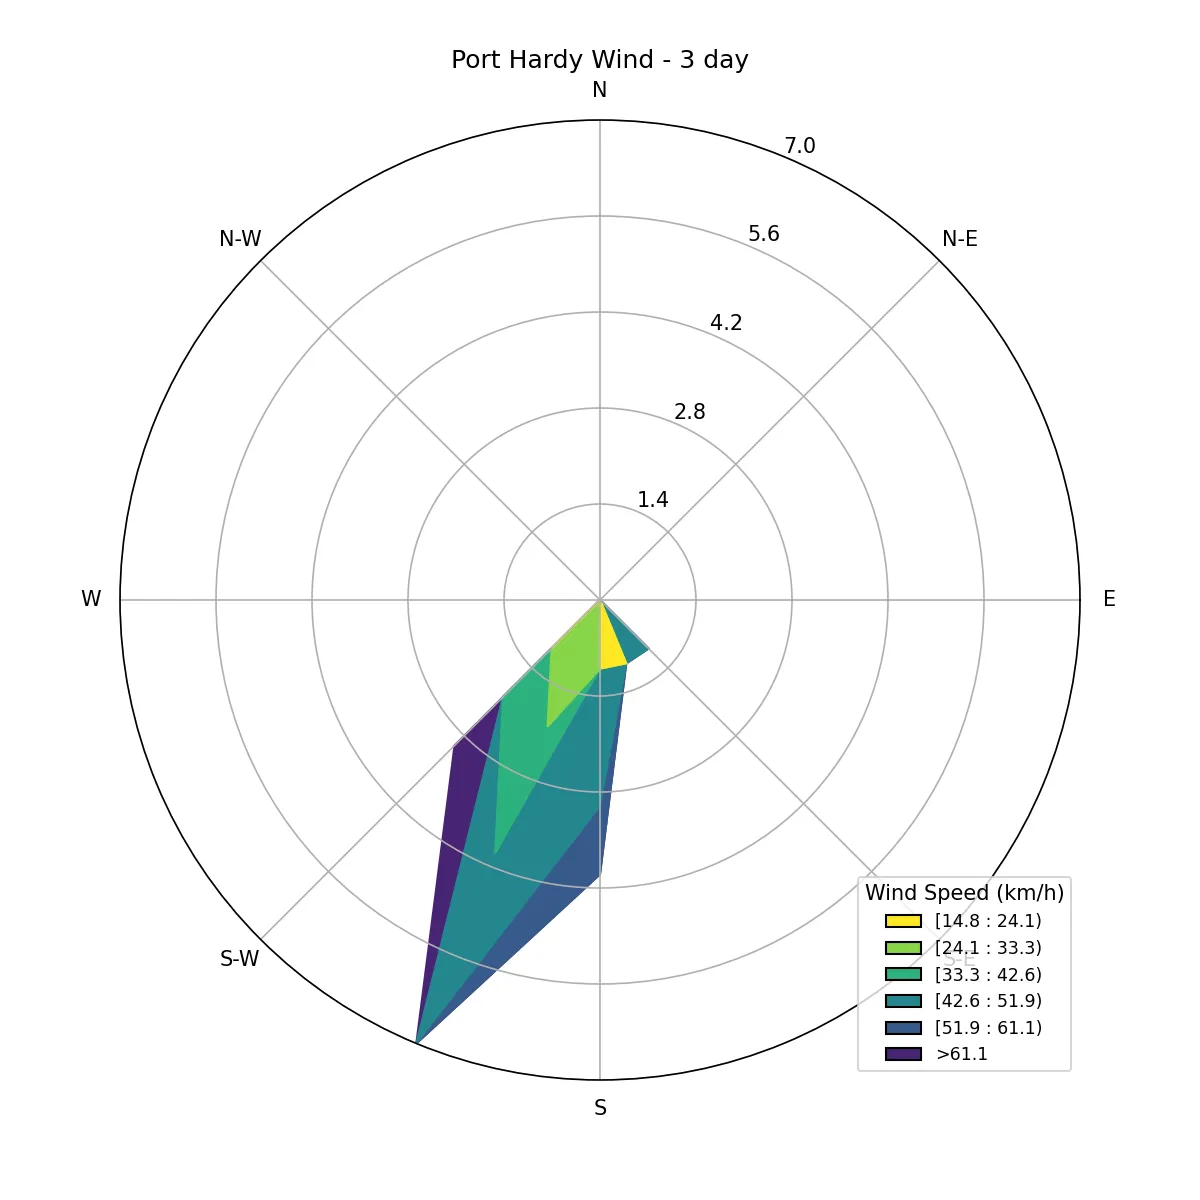 Port Hardy Wind - 3 day
N
7.0
5.6
N-W
N-E
4.2
2.8
1.4
W
E
Wind Speed (km/h)
[14.8 : 24.1)
[24.1 : 33.3)
S-W
S-E
[33.3 : 42.6)
[42.6 : 51.9)
[51.9 : 61.1)
>61.1
S